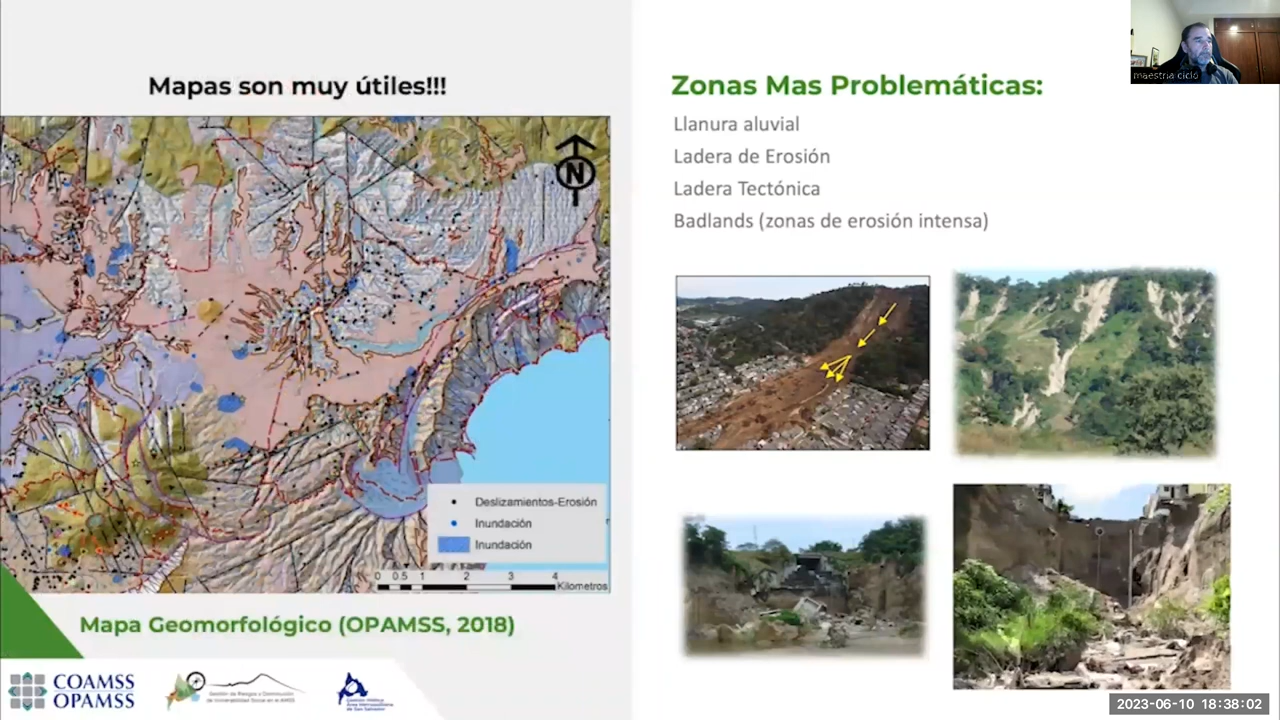 Mapas son muy útiles!!!
N
Deslizamientos-Erosión
Inundación
Inundación
0 0.5 1 2 3 4
Kilometros
Mapa Geomorfológico (OPAMSS, 2018)
COAMSS
OPAMSS
Zonas Mas Problemáticas:
Llanura aluvial
Ladera de Erosión
Ladera Tectónica
Badlands (zonas de erosión intensa)
maestria ciclo
2023-06-10 18:38:02